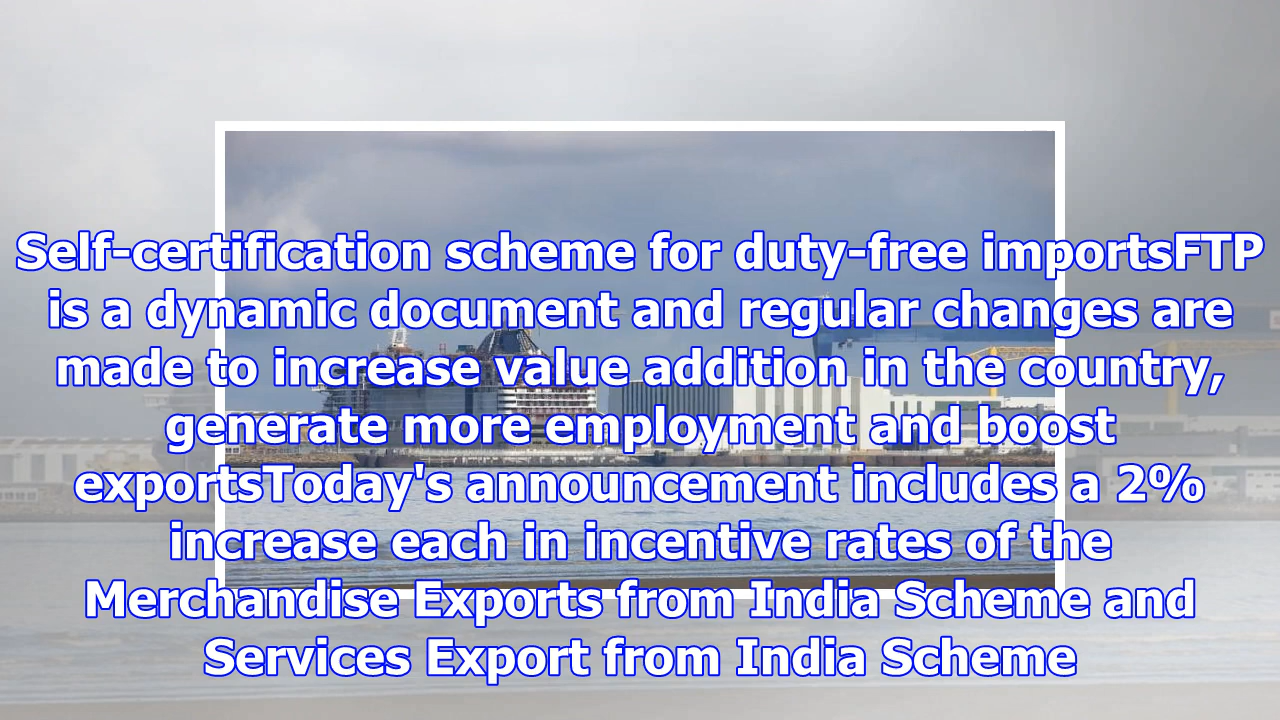 Self-certification scheme for duty-free importsFTP
is a dynamic document and regular changes are
made to increase value addition in the country,
generate more employment and boost
exportsToday's announcement includes a 2%
increase each in incentive rates of the
Merchandise Exports from India Scheme and
Services Export from India Scheme